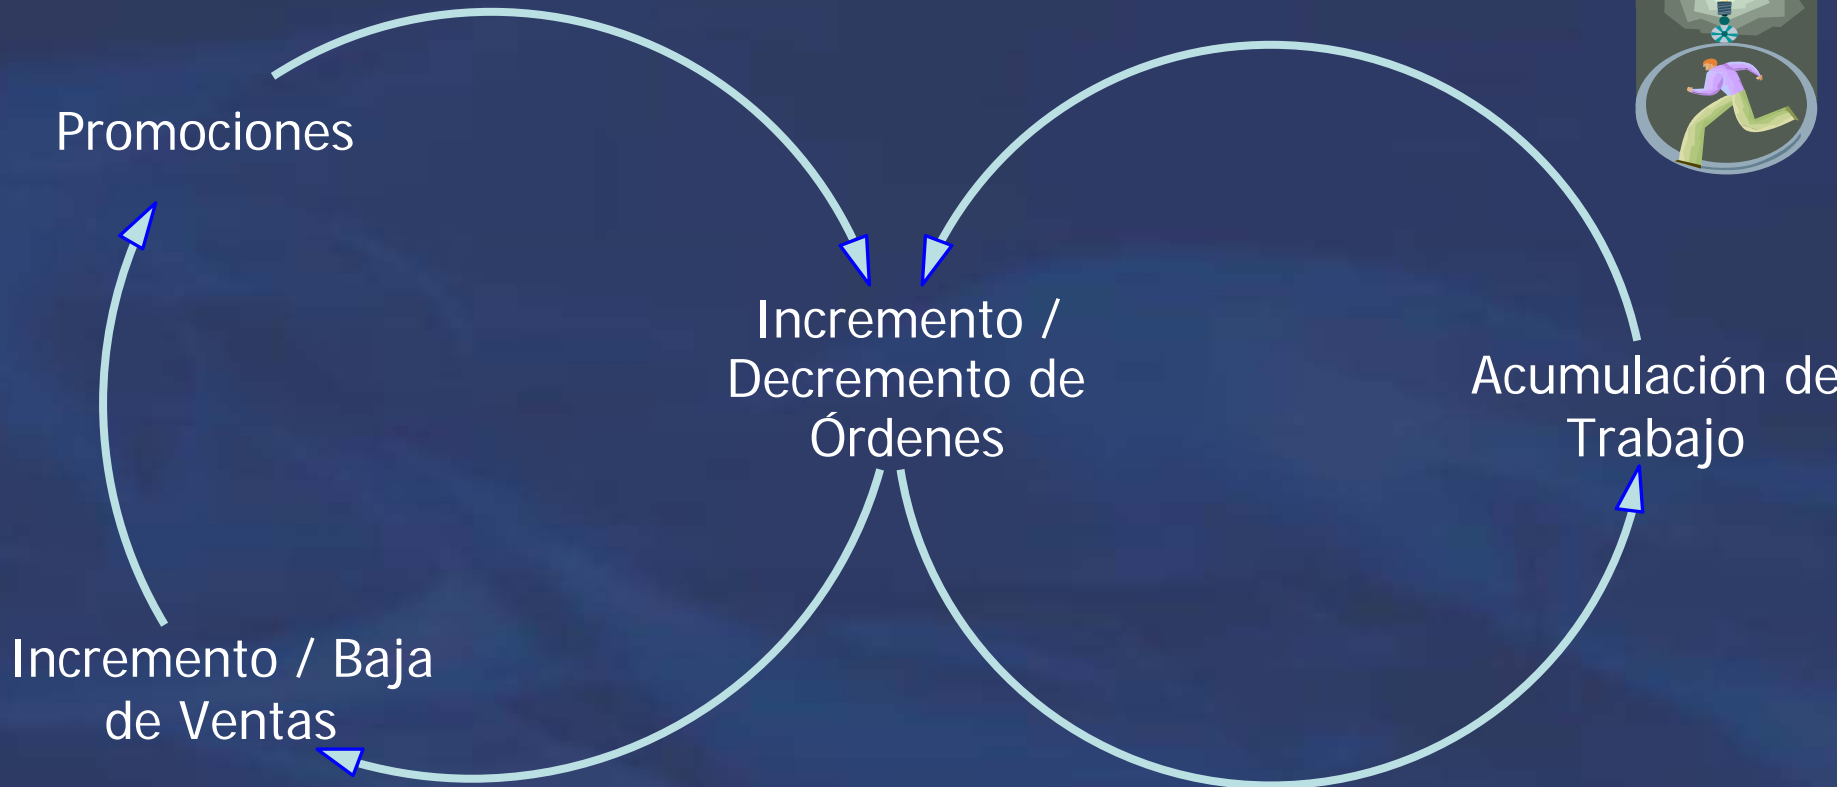 Promociones
Incremento /
Decremento de
Órdenes
Acumulación de
Trabajo
Incremento / Baja
de Ventas